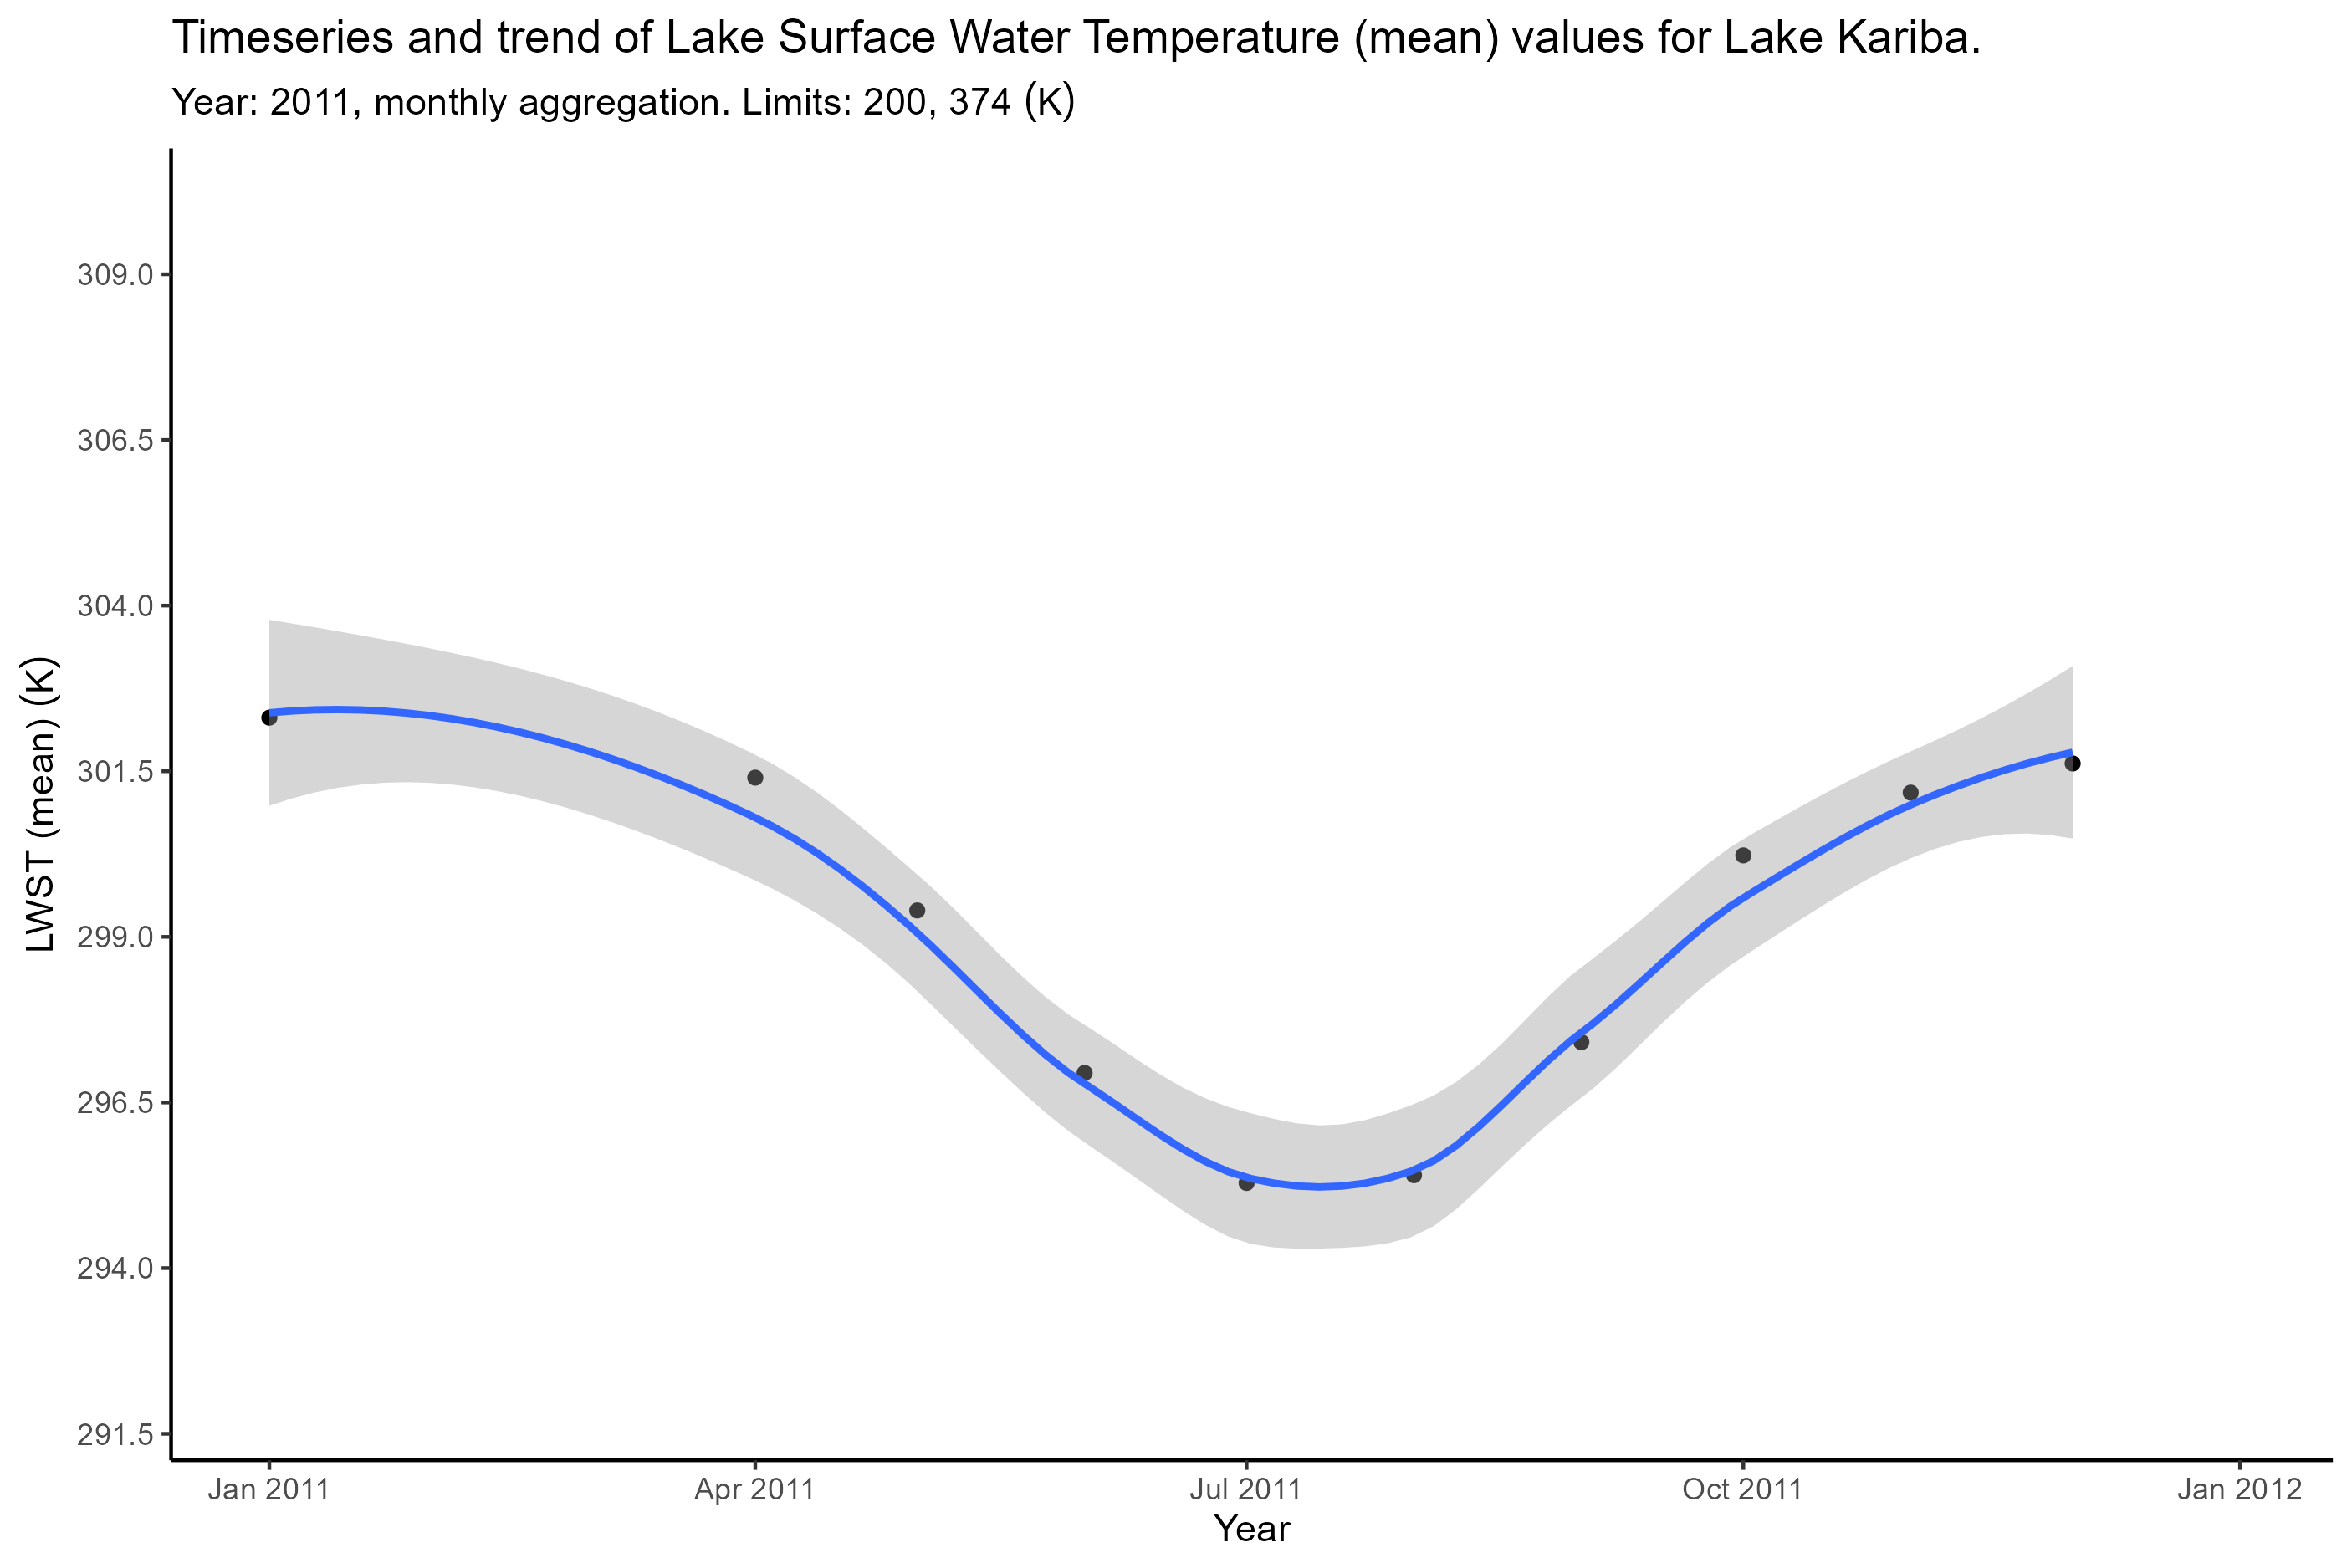 Timeseries and trend of Lake Surface Water Temperature (mean) values for Lake Kariba.
Year: 2011, monthly aggregation. Limits: 200, 374 (K)
LWST (mean) (K)
309.0
306.5
304.0
301.5
299.0
296.5
294.0
291.5
Jan 2011 Apr 2011 Jul 2011 Oct 2011 Jan 2012
Year